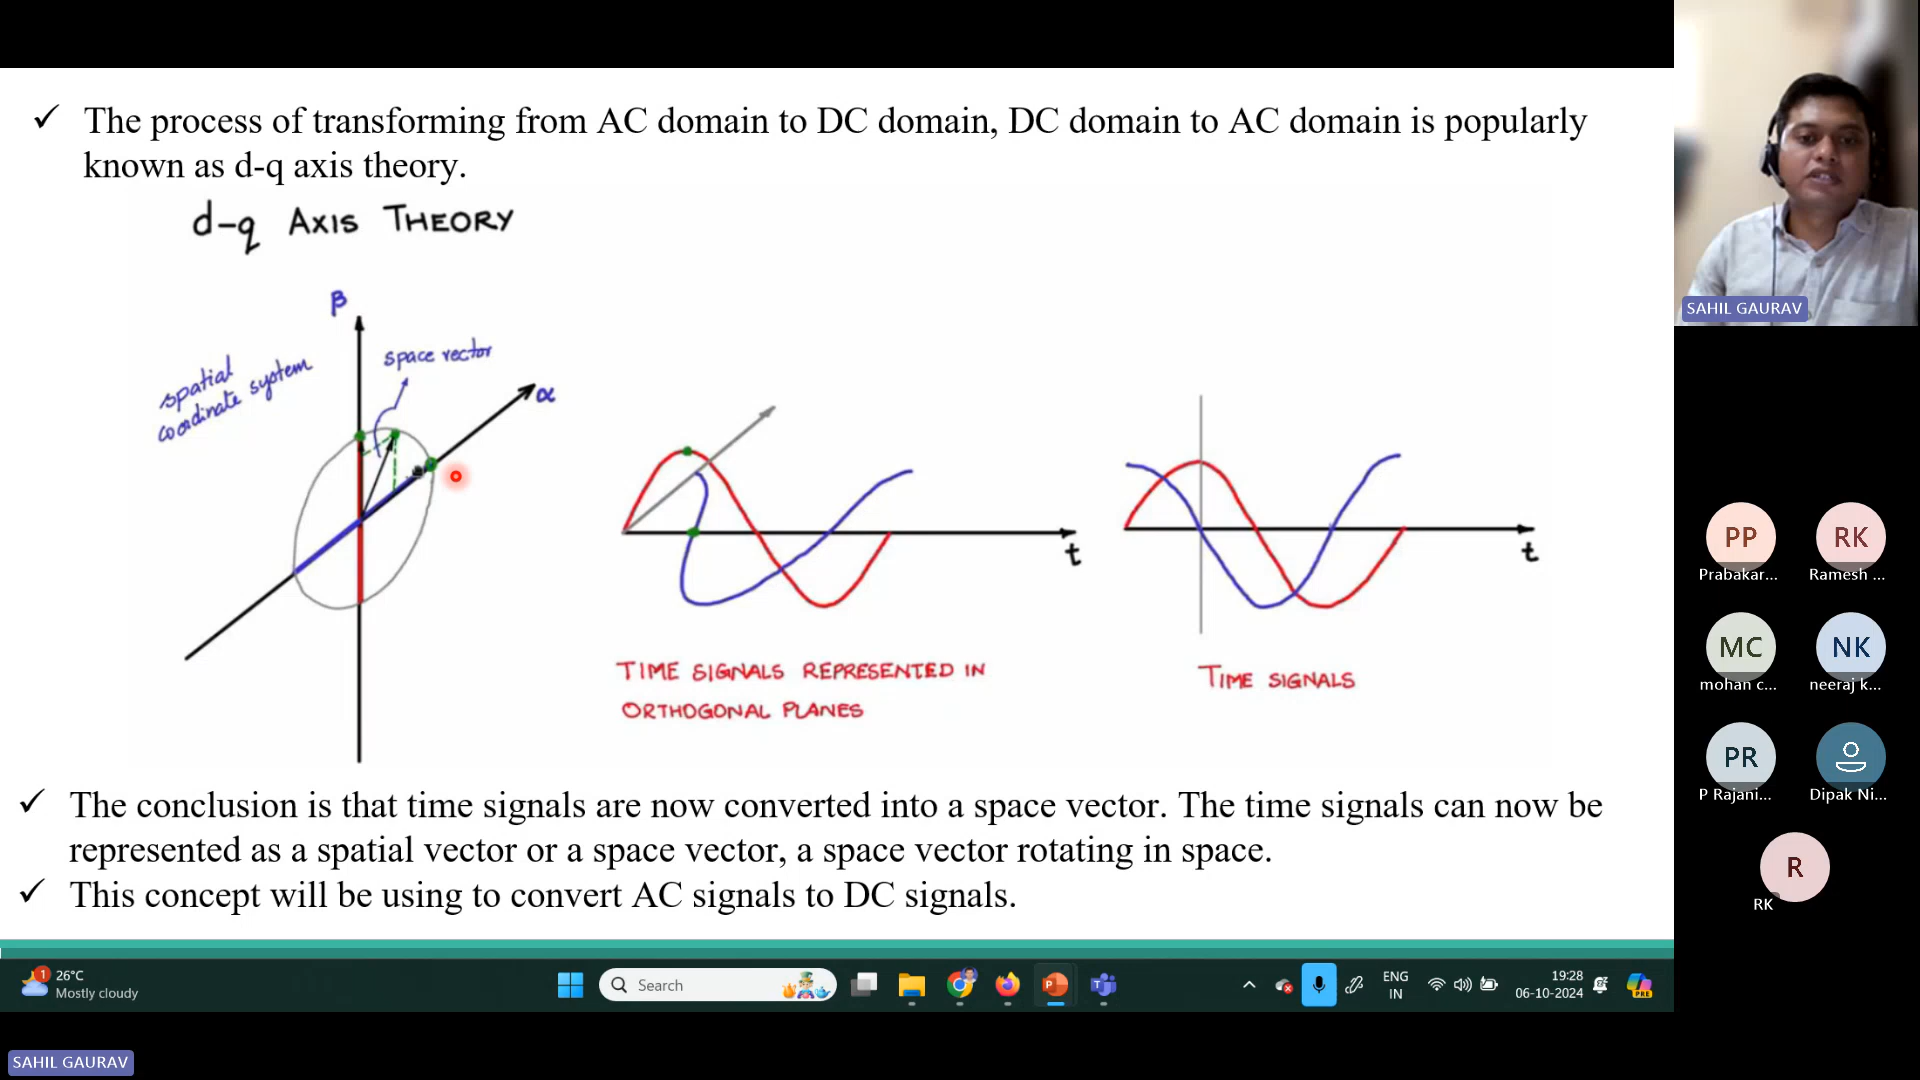 ✓ The process of transforming from AC domain to DC domain, DC domain to AC domain is popularly
known as d-q axis theory.
d-q AXIS THEORY
β
space vector
spatial
coordinate system
α
t
t
TIME SIGNALS REPRESENTED IN
ORTHOGONAL PLANES
TIME SIGNALS
✓ The conclusion is that time signals are now converted into a space vector. The time signals can now be
represented as a spatial vector or a space vector, a space vector rotating in space.
✓ This concept will be using to convert AC signals to DC signals.
SAHIL GAURAV
PP
Prabakar...
RK
Ramesh ...
MC
mohan c...
NK
neeraj k...
PR
P Rajani...
Dipak Ni...
R
RK
1
26°C
Mostly cloudy
Search
P
T
PRE
ENG
IN
19:28
06-10-2024
SAHIL GAURAV